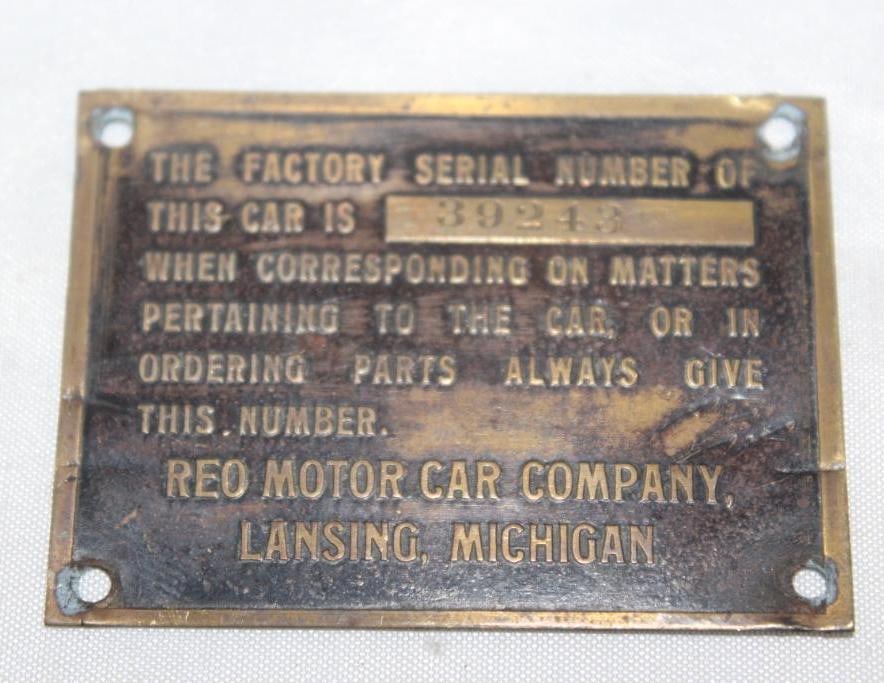 THE FACTORY SERIAL NUMBER OF
THIS CAR IS 39243
WHEN CORRESPONDING ON MATTERS
PERTAINING TO THE CAR, OR IN
ORDERING PARTS ALWAYS GIVE
THIS NUMBER.
REO MOTOR CAR COMPANY,
LANSING, MICHIGAN